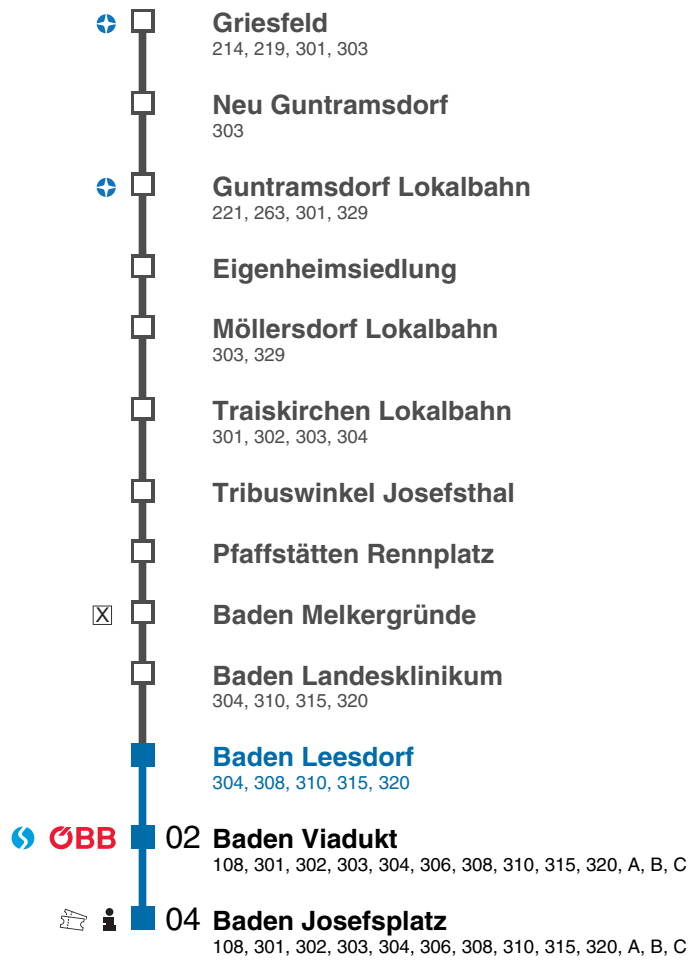 Griesfeld
214, 219, 301, 303
Neu Guntramsdorf
303
Guntramsdorf Lokalbahn
221, 263, 301, 329
Eigenheimsiedlung
Möllersdorf Lokalbahn
303, 329
Traiskirchen Lokalbahn
301, 302, 303, 304
Tribuswinkel Josefsthal
Pfaffstätten Rennplatz
X Baden Melkergründe
Baden Landesklinikum
304, 310, 315, 320
Baden Leesdorf
304, 308, 310, 315, 320
ÖBB 02 Baden Viadukt
108, 301, 302, 303, 304, 306, 308, 310, 315, 320, A, B, C
i 04 Baden Josefsplatz
108, 301, 302, 303, 304, 306, 308, 310, 315, 320, A, B, C